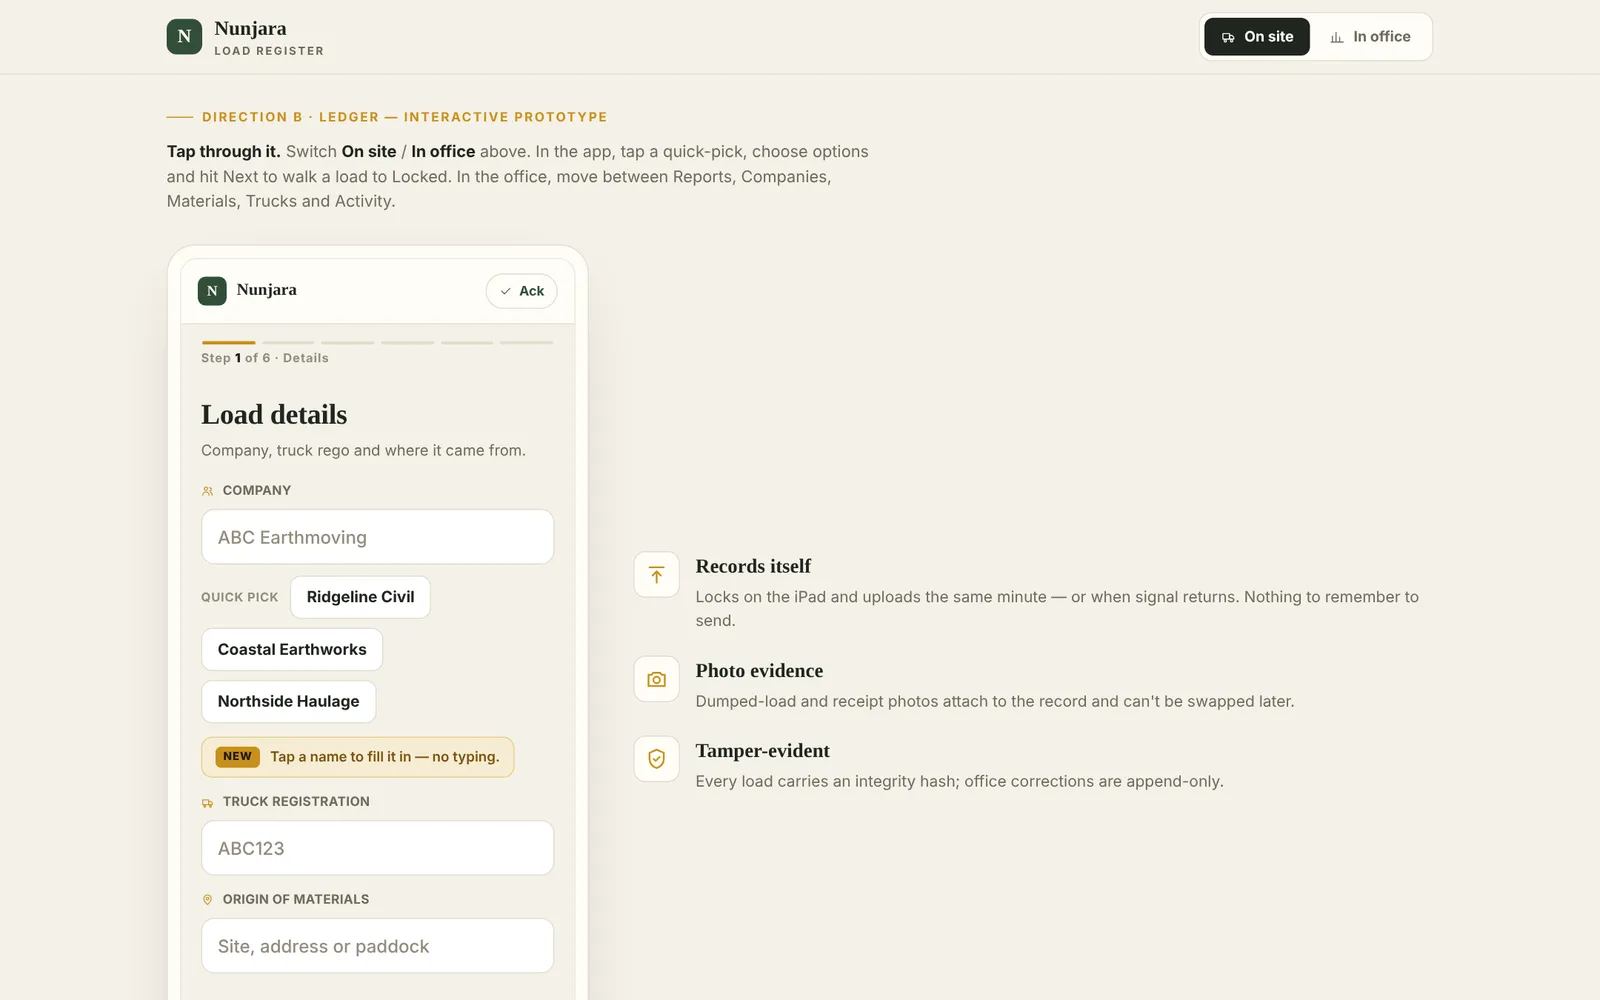 N
Nunjara
LOAD REGISTER
On site
In office
DIRECTION B · LEDGER — INTERACTIVE PROTOTYPE
Tap through it. Switch On site / In office above. In the app, tap a quick-pick, choose options
and hit Next to walk a load to Locked. In the office, move between Reports, Companies,
Materials, Trucks and Activity.
N
Nunjara
Ack
Step 1 of 6 · Details
Load details
Company, truck rego and where it came from.
COMPANY
ABC Earthmoving
QUICK PICK
Ridgeline Civil
Coastal Earthworks
Northside Haulage
NEW Tap a name to fill it in — no typing.
TRUCK REGISTRATION
ABC123
ORIGIN OF MATERIALS
Site, address or paddock
Records itself
Locks on the iPad and uploads the same minute — or when signal returns. Nothing to remember to
send.
Photo evidence
Dumped-load and receipt photos attach to the record and can't be swapped later.
Tamper-evident
Every load carries an integrity hash; office corrections are append-only.